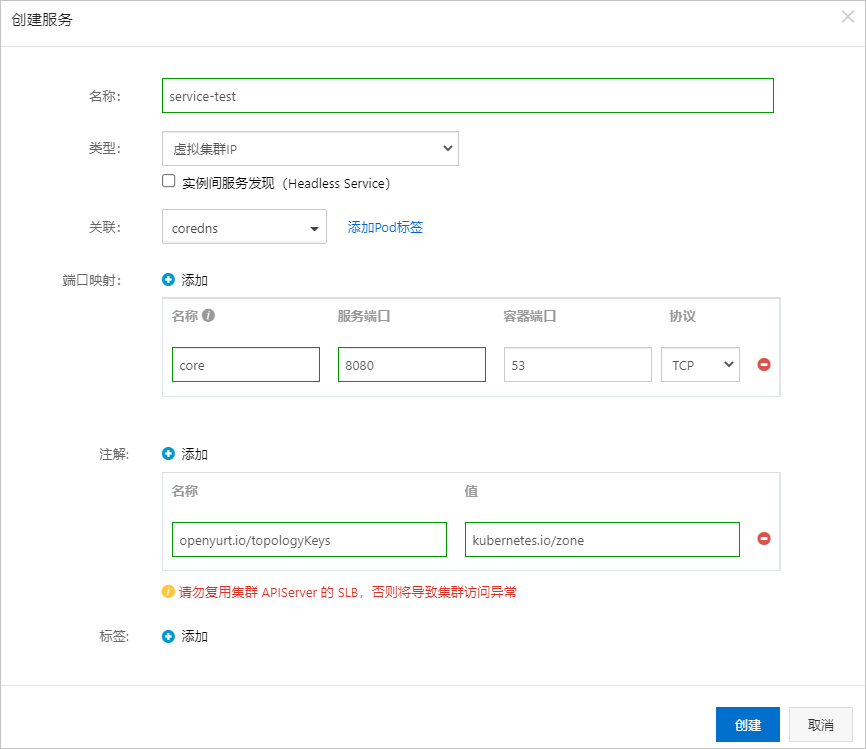 创建服务
名称：
service-test
类型：
虚拟集群IP
实例间服务发现（Headless Service）
关联：
coredns
添加Pod标签
端口映射：
添加
名称 服务端口 容器端口 协议
core 8080 53 TCP
注解：
添加
名称 值
openyurt.io/topologyKeys kubernetes.io/zone
请勿复用集群 APIServer 的 SLB，否则将导致集群访问异常
标签：
添加
创建 取消